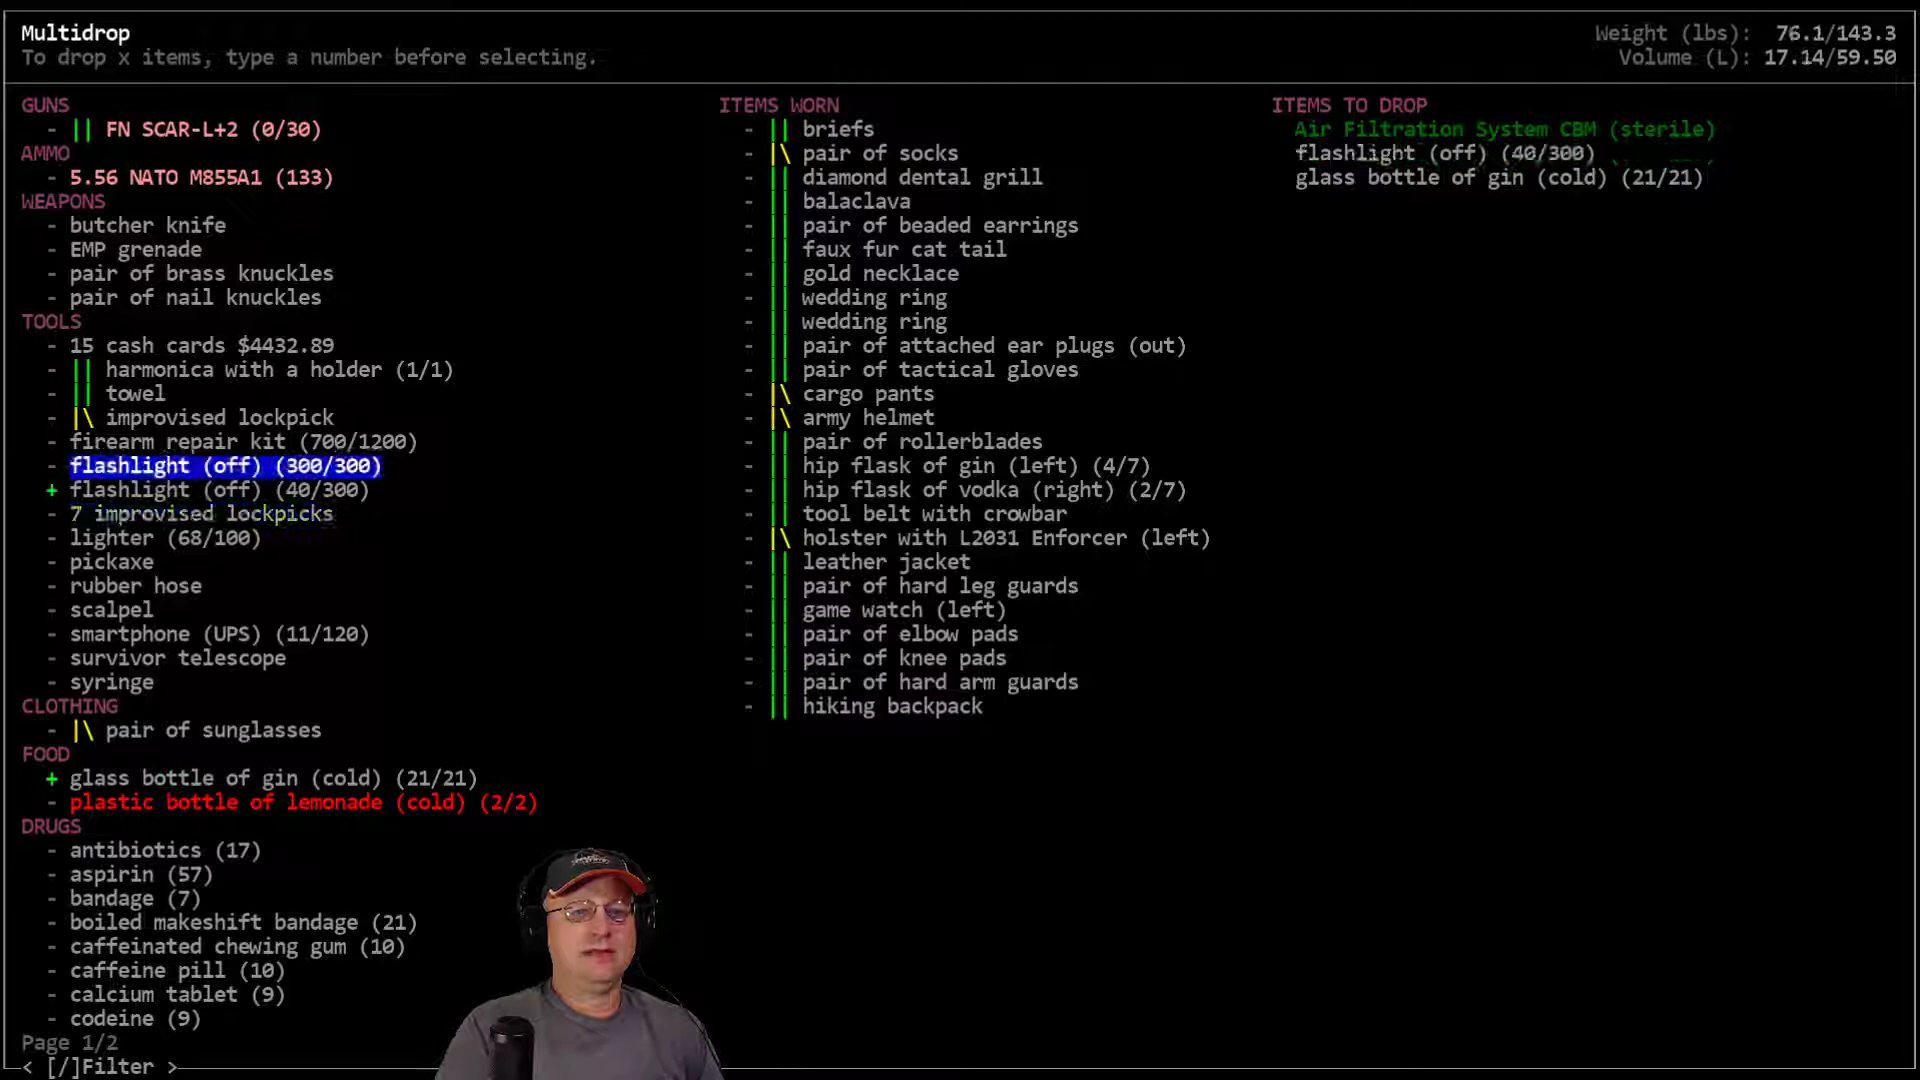 Multidrop
To drop x items, type a number before selecting.
Weight (lbs): 76.1/143.3
Volume (L): 17.14/59.50
GUNS
- || FN SCAR-L+2 (0/30)
AMMO
- 5.56 NATO M855A1 (133)
WEAPONS
- butcher knife
- EMP grenade
- pair of brass knuckles
- pair of nail knuckles
TOOLS
- 15 cash cards $4432.89
- || harmonica with a holder (1/1)
- || towel
- |\ improvised lockpick
- firearm repair kit (700/1200)
- flashlight (off) (300/300)
+ flashlight (off) (40/300)
- 7 improvised lockpicks
- lighter (68/100)
- pickaxe
- rubber hose
- scalpel
- smartphone (UPS) (11/120)
- survivor telescope
- syringe
CLOTHING
- |\ pair of sunglasses
FOOD
+ glass bottle of gin (cold) (21/21)
- plastic bottle of lemonade (cold) (2/2)
DRUGS
- antibiotics (17)
- aspirin (57)
- bandage (7)
- boiled makeshift bandage (21)
- caffeinated chewing gum (10)
- caffeine pill (10)
- calcium tablet (9)
- codeine (9)
Page 1/2
< [/]Filter >
ITEMS WORN
- || briefs
- |\ pair of socks
- || diamond dental grill
- || balaclava
- || pair of beaded earrings
- || faux fur cat tail
- || gold necklace
- || wedding ring
- || wedding ring
- || pair of attached ear plugs (out)
- || pair of tactical gloves
- |\ cargo pants
- |\ army helmet
- || pair of rollerblades
- || hip flask of gin (left) (4/7)
- || hip flask of vodka (right) (2/7)
- || tool belt with crowbar
- |\ holster with L2031 Enforcer (left)
- || leather jacket
- || pair of hard leg guards
- || game watch (left)
- || pair of elbow pads
- || pair of knee pads
- || pair of hard arm guards
- || hiking backpack
ITEMS TO DROP
Air Filtration System CBM (sterile)
flashlight (off) (40/300)
glass bottle of gin (cold) (21/21)